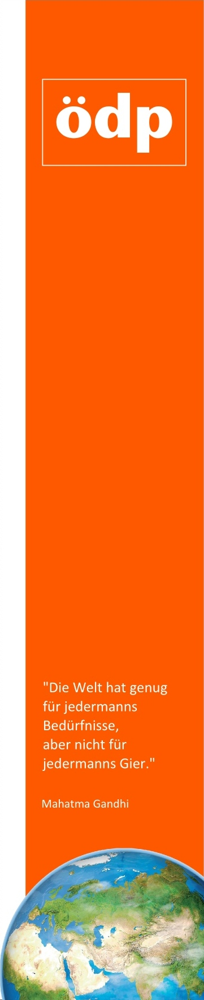 ödp
"Die Welt hat genug
für jedermanns
Bedürfnisse,
aber nicht für
jedermanns Gier."
Mahatma Gandhi